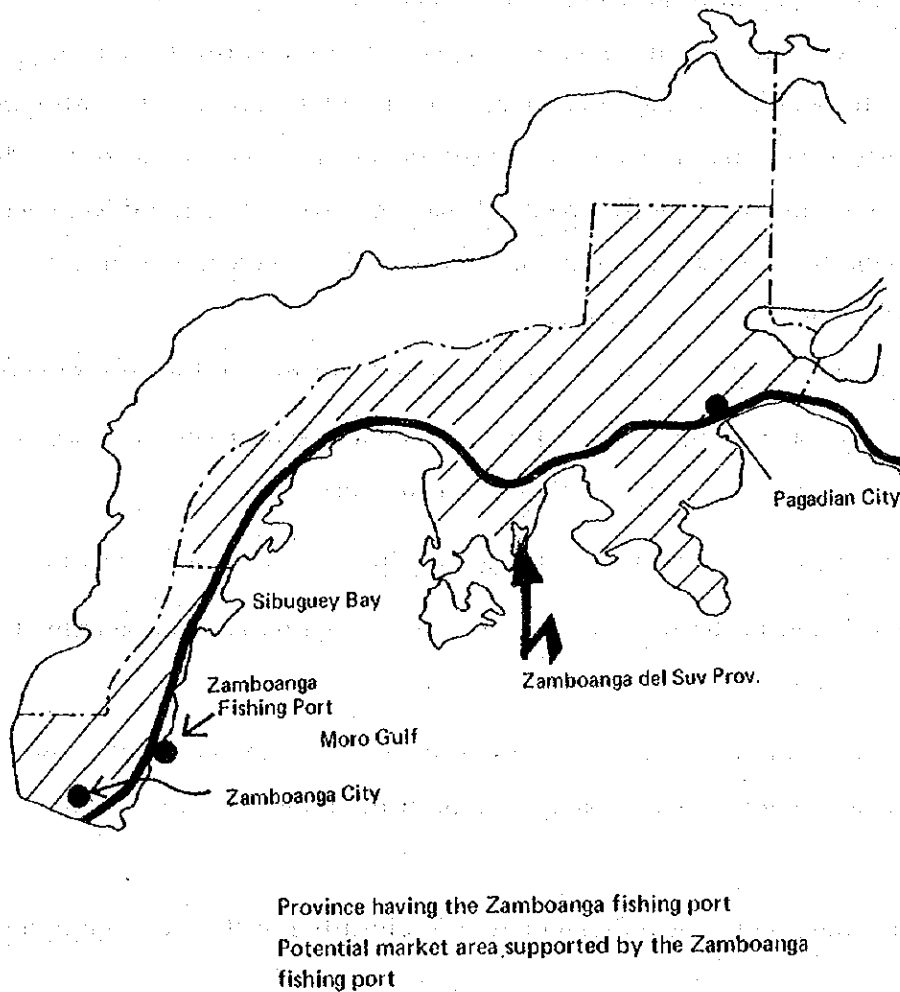 Pagadian City
Sibuguey Bay
Zamboanga del Suv Prov.
Zamboanga
Fishing Port
Moro Gulf
Zamboanga City
Province having the Zamboanga fishing port
Potential market area supported by the Zamboanga
fishing port